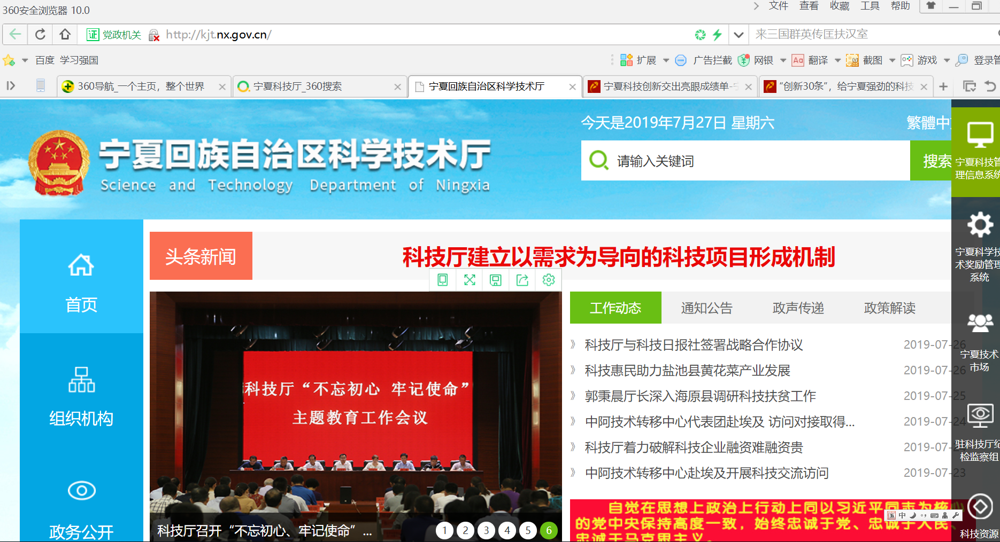 360安全浏览器 10.0
文件 查看 收藏 工具 帮助
证 党政机关 http://kjt.nx.gov.cn/
来三国群英传匡扶汉室
百度 学习强国
扩展 广告拦截 网银 翻译 截图 游戏 登录管
360导航_一个主页，整个世界
宁夏科技厅_360搜索
宁夏回族自治区科学技术厅
宁夏科技创新交出亮眼成绩单-宁
“创新30条”，给宁夏强劲的科技
今天是2019年7月27日 星期六
繁體中
宁夏回族自治区科学技术厅
Science and Technology Department of Ningxia
请输入关键词
搜索
宁夏科技管
理信息系统
宁夏科学技
术奖励管理
系统
宁夏技术
市场
驻科技厅纪
检监察组
科技资源
首页
组织机构
政务公开
头条新闻
科技厅建立以需求为导向的科技项目形成机制
科技厅“不忘初心 牢记使命”
主题教育工作会议
科技厅召开“不忘初心、牢记使命” ...
1 2 3 4 5 6
工作动态 通知公告 政声传递 政策解读
》 科技厅与科技日报社签署战略合作协议 2019-07-26
》 科技惠民助力盐池县黄花菜产业发展 2019-07-26
》 郭秉晨厅长深入海原县调研科技扶贫工作 2019-07-25
》 中阿技术转移中心代表团赴埃及 访问对接取得... 2019-07-24
》 科技厅着力破解科技企业融资难融资贵 2019-07-24
》 中阿技术转移中心赴埃及开展科技交流访问 2019-07-23
自觉在思想上政治上行动上同以习近平同志为核心
的党中央保持高度一致，始终忠诚于党、忠诚于人民、
忠诚于马克思主义。
五 中